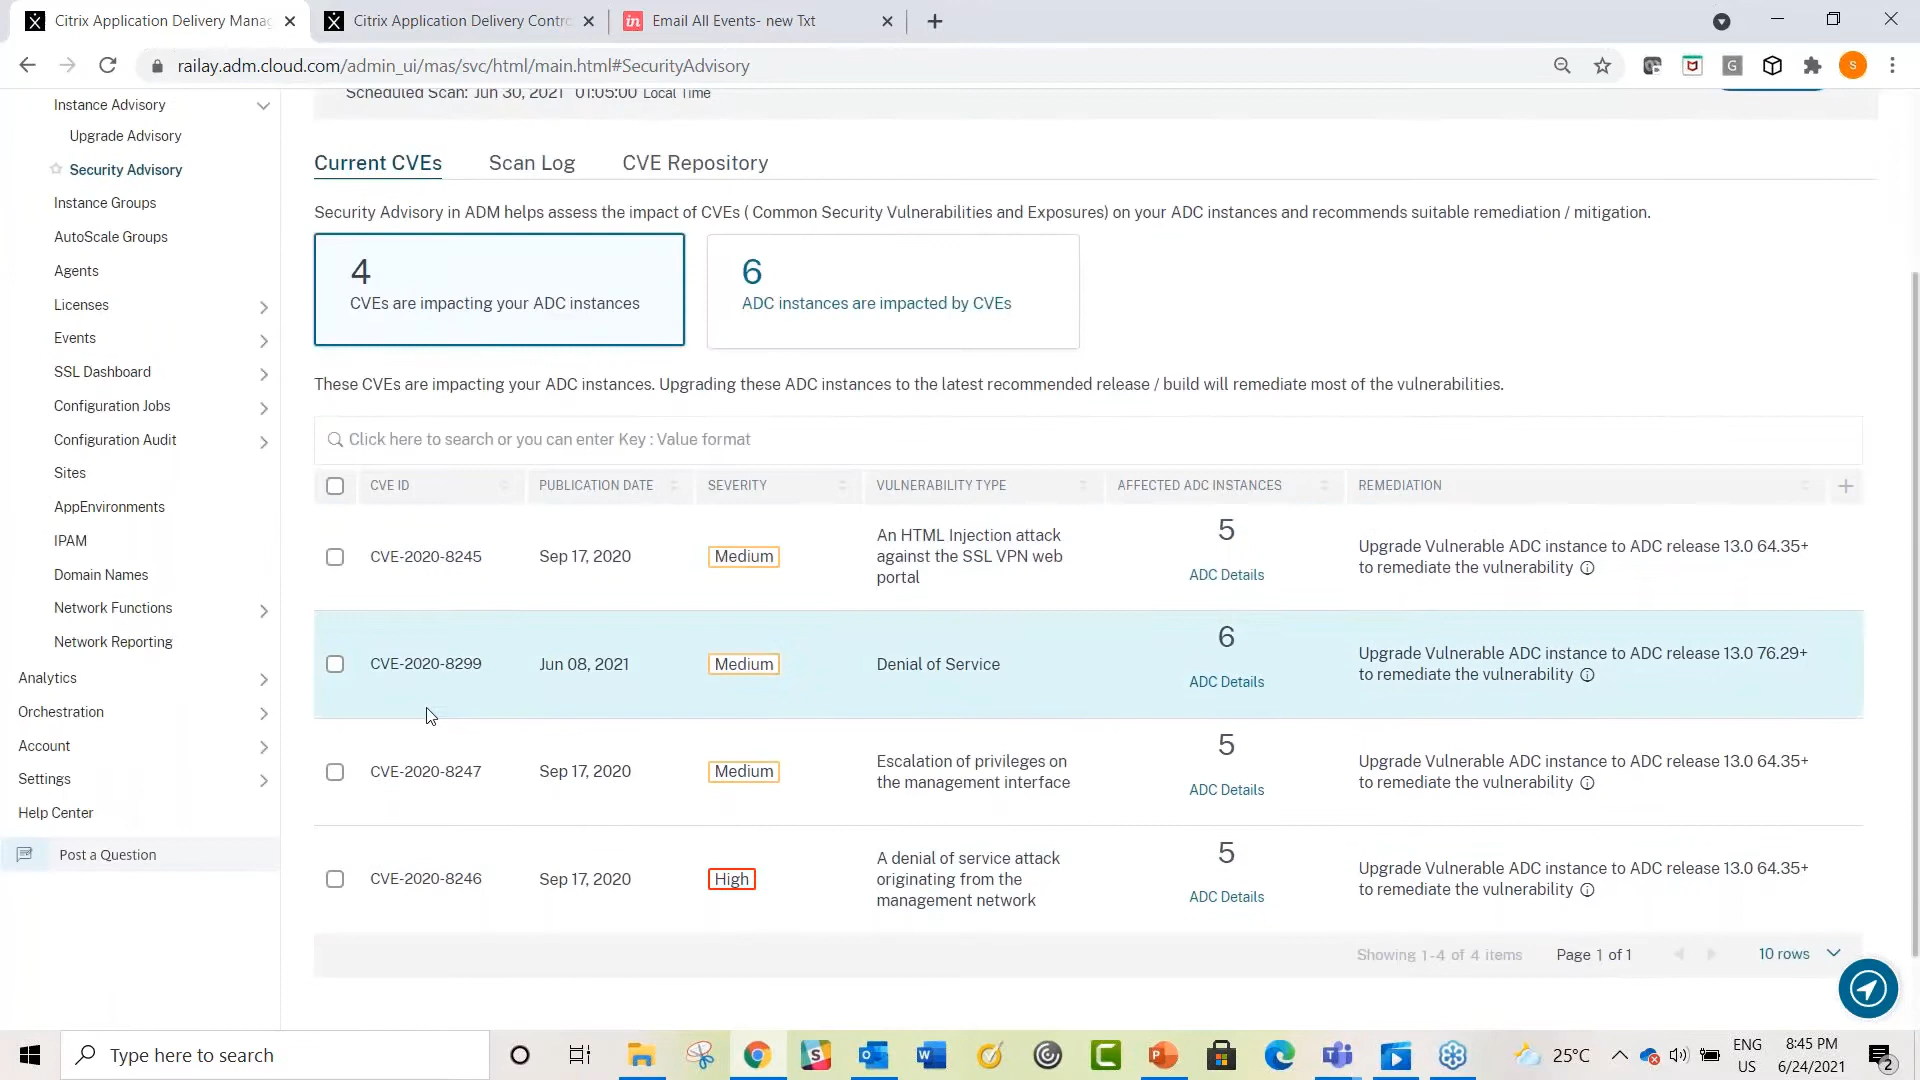 Citrix Application Delivery Mana
Citrix Application Delivery Contro
in
Email All Events- new Txt
railay.adm.cloud.com/admin_ui/mas/svc/html/main.html#SecurityAdvisory
G
S
Instance Advisory
Upgrade Advisory
Security Advisory
Instance Groups
AutoScale Groups
Agents
Licenses
Events
SSL Dashboard
Configuration Jobs
Configuration Audit
Sites
AppEnvironments
IPAM
Domain Names
Network Functions
Network Reporting
Analytics
Orchestration
Account
Settings
Help Center
Post a Question
Scheduled Scan: Jun 30, 2021 01:05:00 Local Time
Current CVEs
Scan Log
CVE Repository
Security Advisory in ADM helps assess the impact of CVEs ( Common Security Vulnerabilities and Exposures) on your ADC instances and recommends suitable remediation / mitigation.
4
CVEs are impacting your ADC instances
6
ADC instances are impacted by CVEs
These CVEs are impacting your ADC instances. Upgrading these ADC instances to the latest recommended release / build will remediate most of the vulnerabilities.
Click here to search or you can enter Key : Value format
CVE ID
PUBLICATION DATE
SEVERITY
VULNERABILITY TYPE
AFFECTED ADC INSTANCES
REMEDIATION
CVE-2020-8245
Sep 17, 2020
Medium
An HTML Injection attack
against the SSL VPN web
portal
5
ADC Details
Upgrade Vulnerable ADC instance to ADC release 13.0 64.35+
to remediate the vulnerability
CVE-2020-8299
Jun 08, 2021
Medium
Denial of Service
6
ADC Details
Upgrade Vulnerable ADC instance to ADC release 13.0 76.29+
to remediate the vulnerability
CVE-2020-8247
Sep 17, 2020
Medium
Escalation of privileges on
the management interface
5
ADC Details
Upgrade Vulnerable ADC instance to ADC release 13.0 64.35+
to remediate the vulnerability
CVE-2020-8246
Sep 17, 2020
High
A denial of service attack
originating from the
management network
5
ADC Details
Upgrade Vulnerable ADC instance to ADC release 13.0 64.35+
to remediate the vulnerability
Showing 1-4 of 4 items
Page 1 of 1
10 rows
Type here to search
25°C
ENG
US
8:45 PM
6/24/2021
2